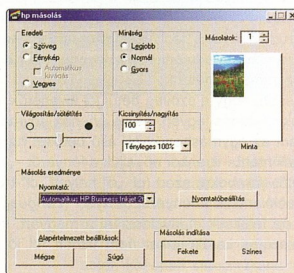 hp másolás
Eredeti
Szöveg
Fénykép
Automatikus kivágás
Vegyes
Minőség
Legjobb
Normál
Gyors
Másolatok: 1
Világosítás/sötétítés
Kicsinyítés/nagyítás
100
Tényleges 100%
Minta
Másolás eredménye
Nyomtató:
Automatikus HP Business Inkjet 2
Nyomtatóbeállítás
Alapértelmezett beállítások
Mégse
Súgó
Másolás indítása
Fekete
Színes